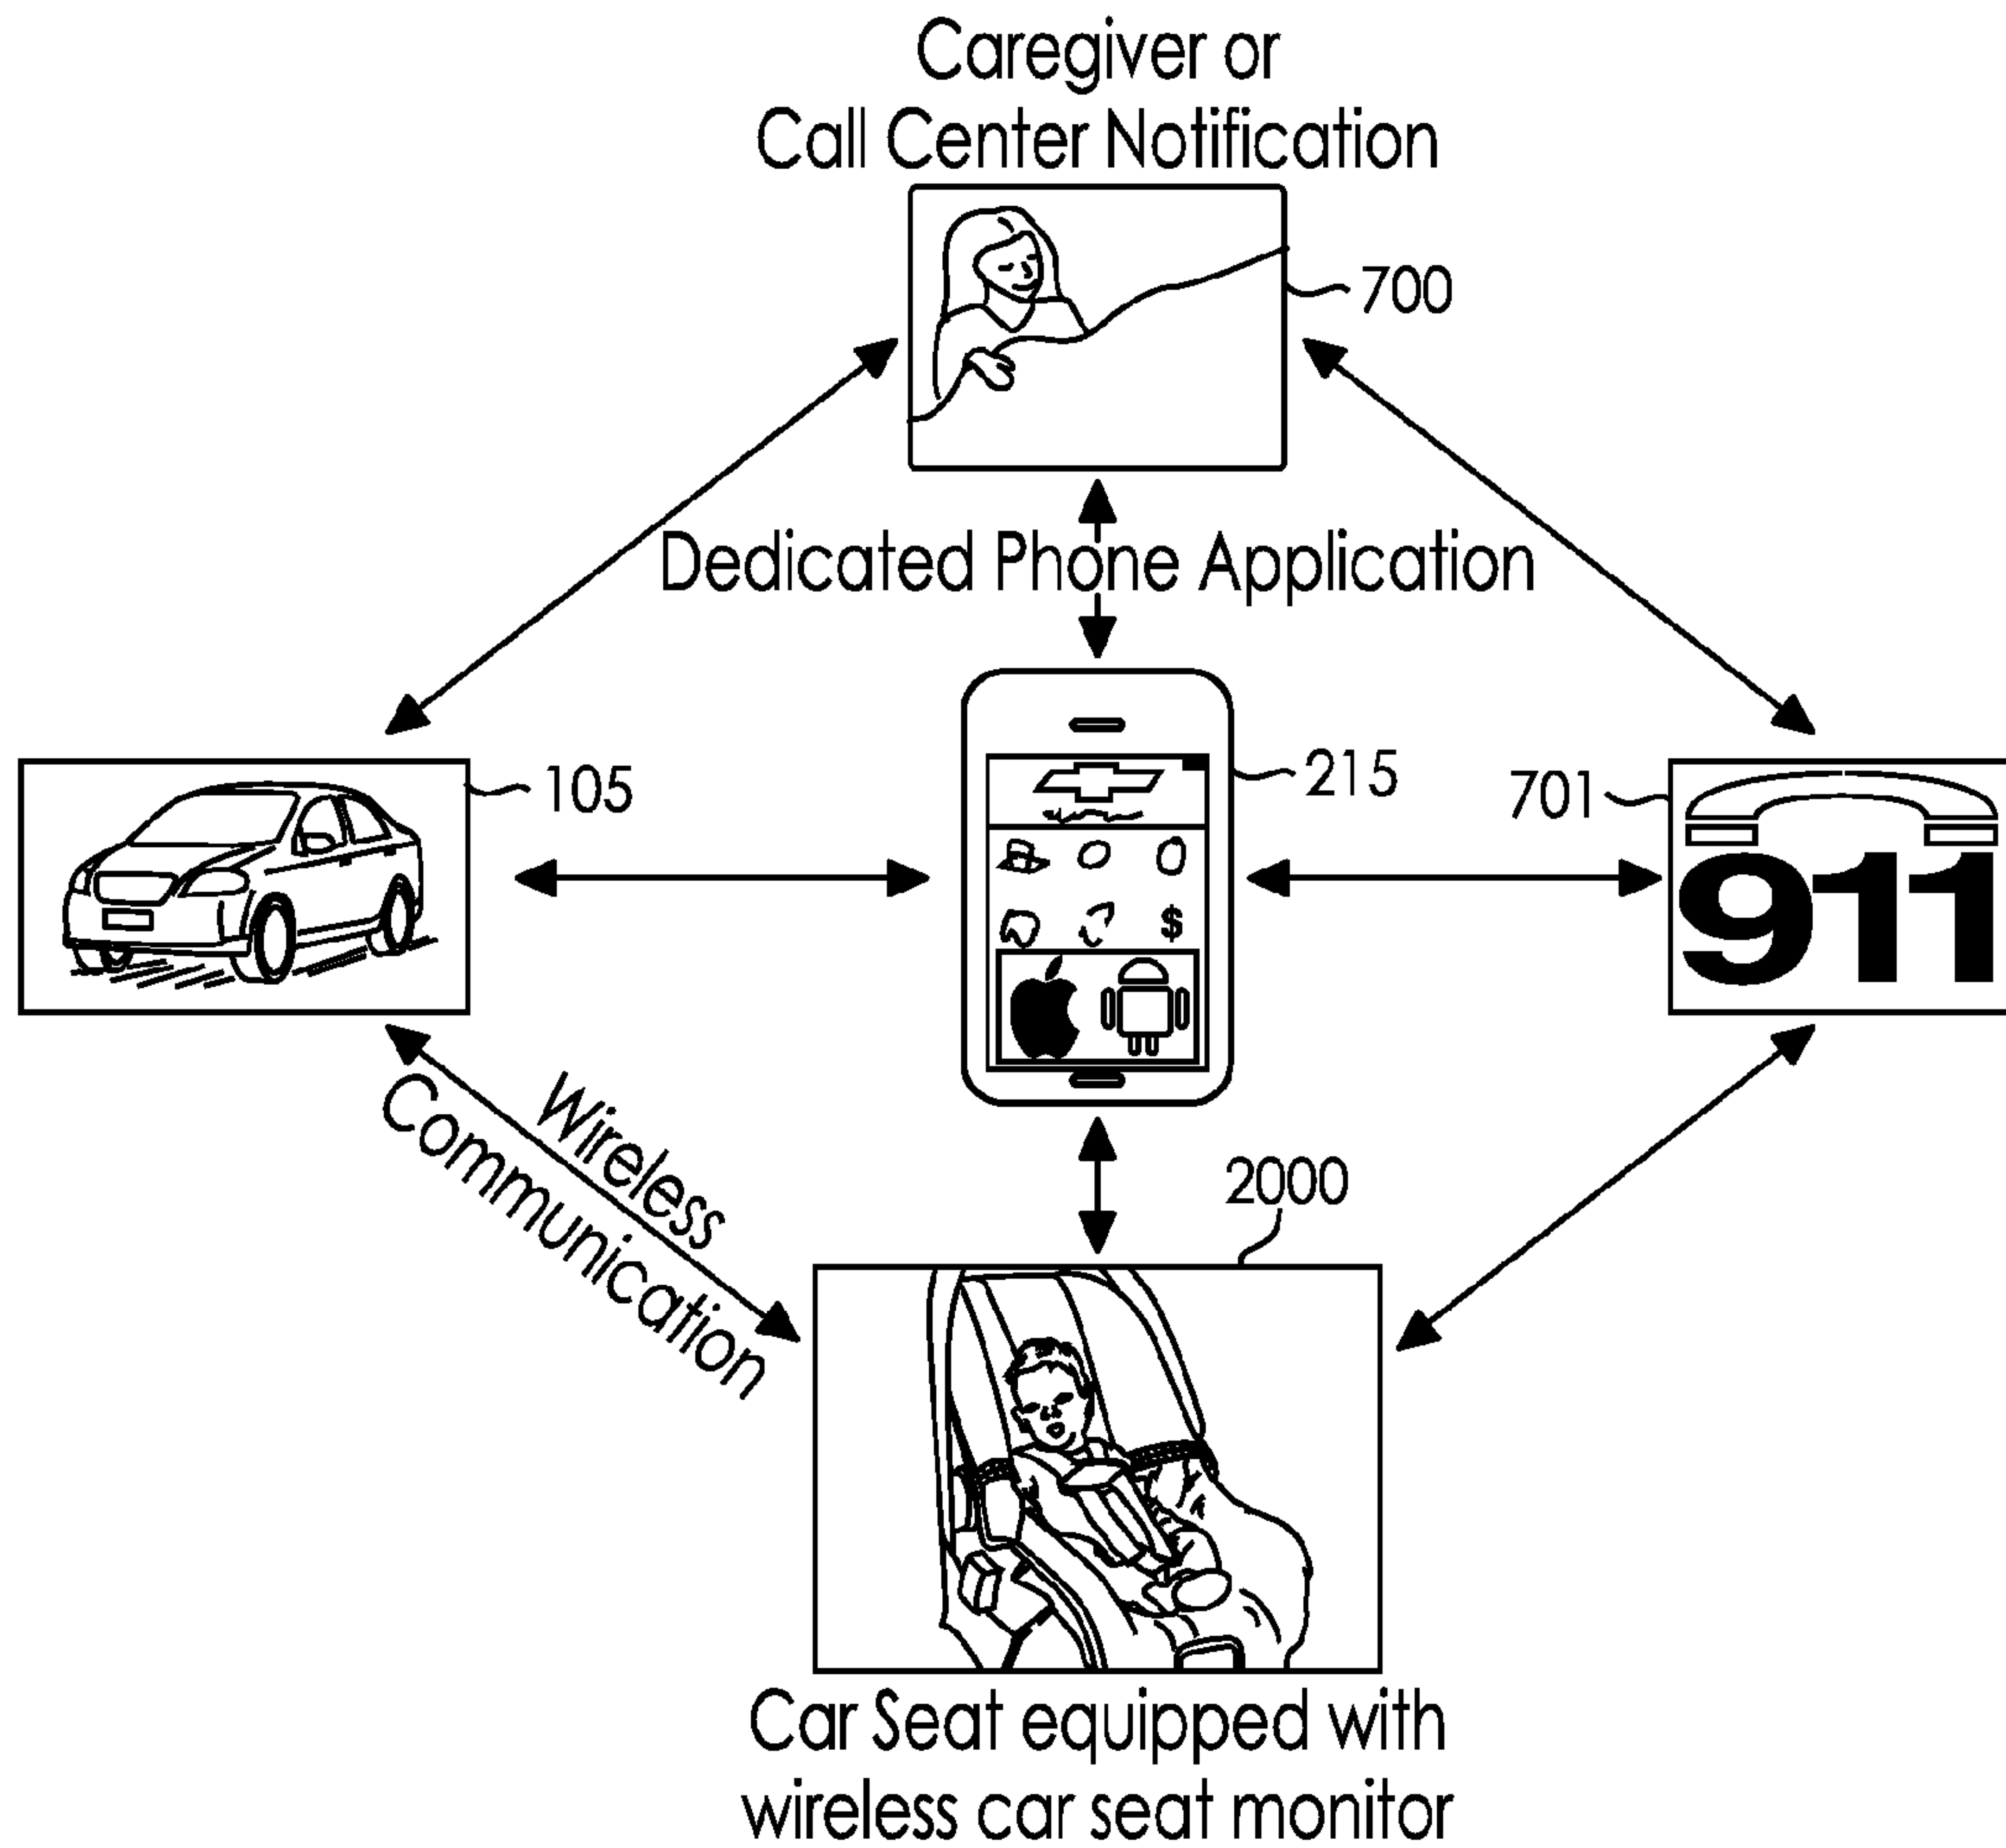 Caregiver or
Call Center Notification
700
Dedicated Phone Application
105
215
701
$
911
Wireless
Communication
2000
Car Seat equipped with
wireless car seat monitor